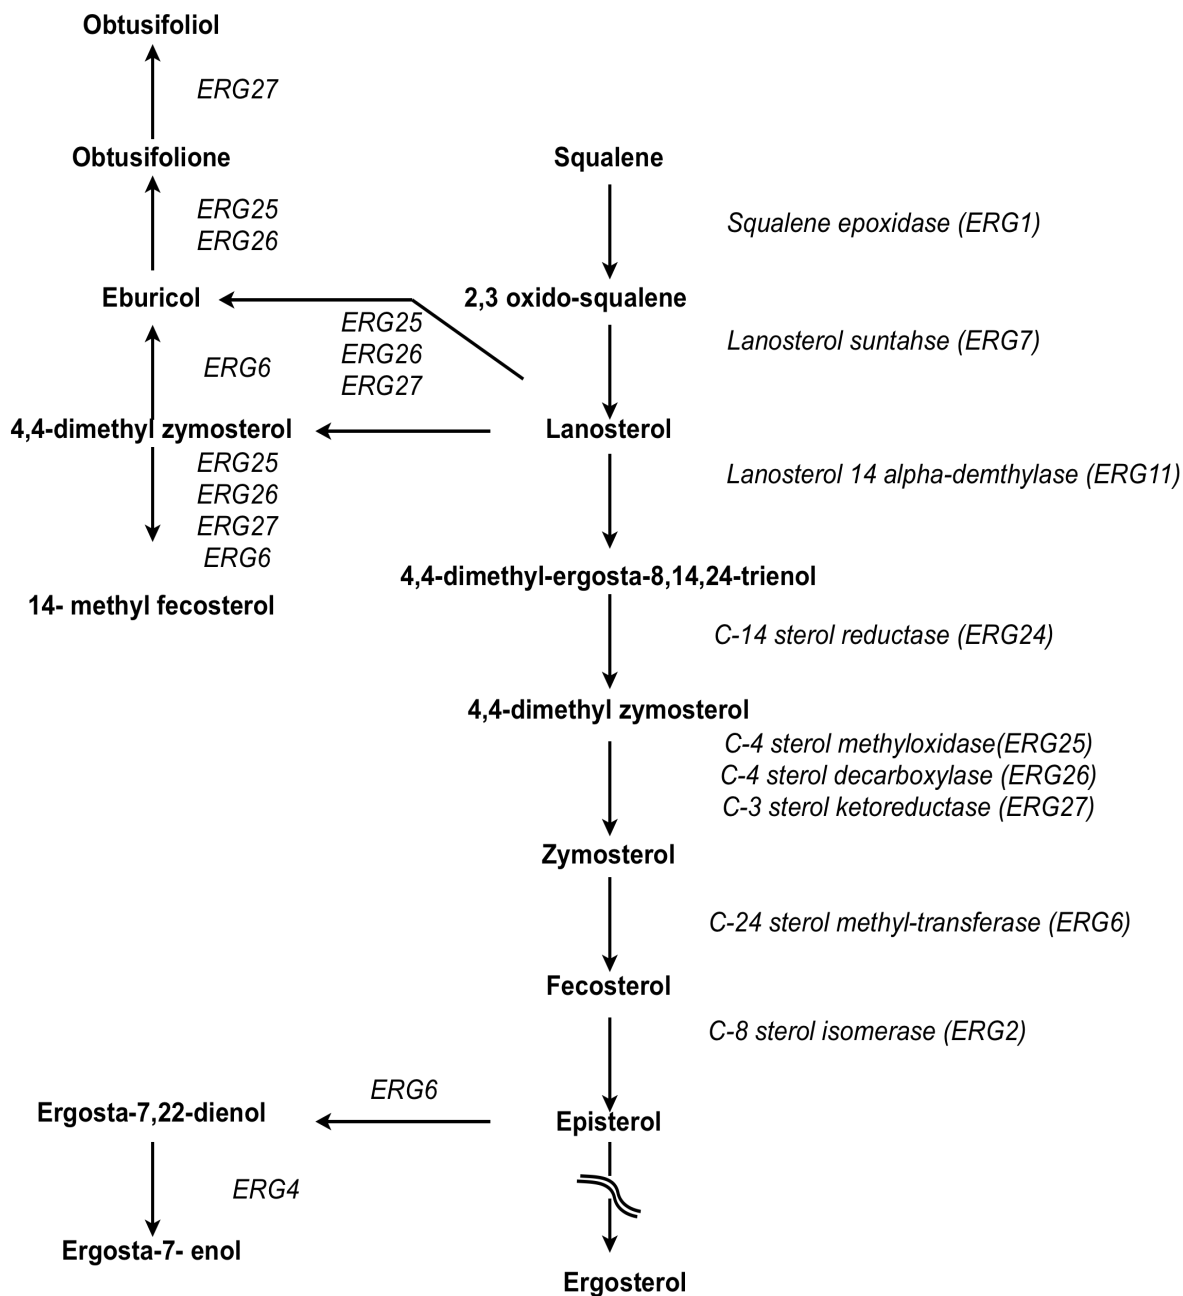 Obtusifoliol
ERG27
Obtusifolione
Squalene
ERG25
ERG26
Squalene epoxidase (ERG1)
Eburicol
2,3 oxido-squalene
ERG25
ERG26
ERG27
Lanosterol suntahse (ERG7)
ERG6
4,4-dimethyl zymosterol
Lanosterol
ERG25
ERG26
ERG27
ERG6
Lanosterol 14 alpha-demthylase (ERG11)
4,4-dimethyl-ergosta-8,14,24-trienol
14- methyl fecosterol
C-14 sterol reductase (ERG24)
4,4-dimethyl zymosterol
C-4 sterol methyloxidase(ERG25)
C-4 sterol decarboxylase (ERG26)
C-3 sterol ketoreductase (ERG27)
Zymosterol
C-24 sterol methyl-transferase (ERG6)
Fecosterol
C-8 sterol isomerase (ERG2)
ERG6
Ergosta-7,22-dienol
Episterol
ERG4
Ergosta-7- enol
Ergosterol